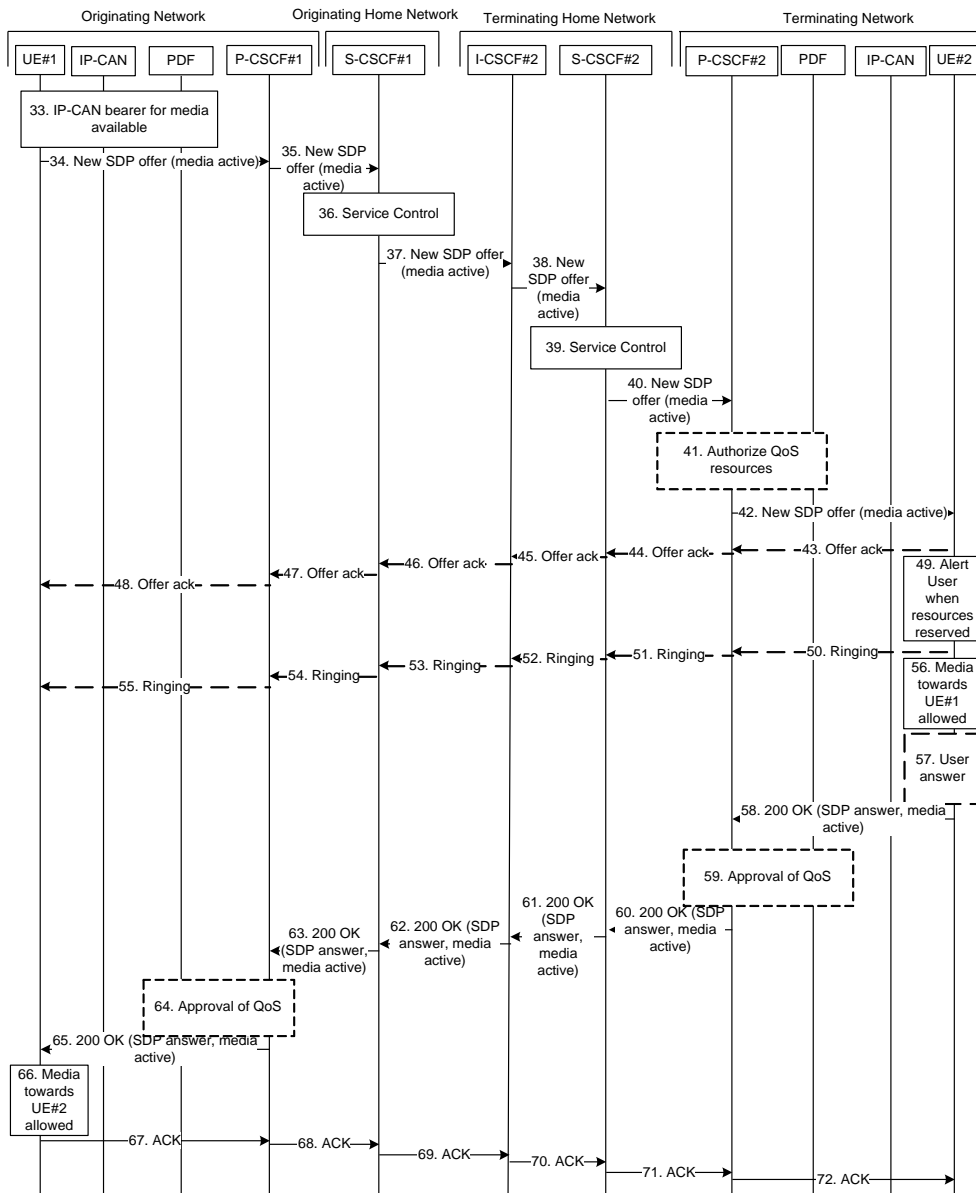 Originating Network
Originating Home Network
Terminating Home Network
Terminating Network
UE#1
IP-CAN
PDF
P-CSCF#1
S-CSCF#1
I-CSCF#2
S-CSCF#2
P-CSCF#2
PDF
IP-CAN
UE#2
33. IP-CAN bearer for media
available
34. New SDP offer (media active)
35. New SDP
offer (media
active)
36. Service Control
37. New SDP offer
(media active)
38. New
SDP offer
(media
active)
39. Service Control
40. New SDP
offer (media
active)
41. Authorize QoS
resources
42. New SDP offer (media active)
43. Offer ack
44. Offer ack
45. Offer ack
46. Offer ack
47. Offer ack
48. Offer ack
49. Alert
User
when
resources
reserved
50. Ringing
51. Ringing
52. Ringing
53. Ringing
54. Ringing
55. Ringing
56. Media
towards
UE#1
allowed
57. User
answer
58. 200 OK (SDP answer, media
active)
59. Approval of QoS
60. 200 OK (SDP
answer, media
active)
61. 200 OK
(SDP
answer,
media
active)
62. 200 OK (SDP
answer, media
active)
63. 200 OK
(SDP answer,
media active)
64. Approval of QoS
65. 200 OK (SDP answer, media
active)
66. Media
towards
UE#2
allowed
67. ACK
68. ACK
69. ACK
70. ACK
71. ACK
72. ACK